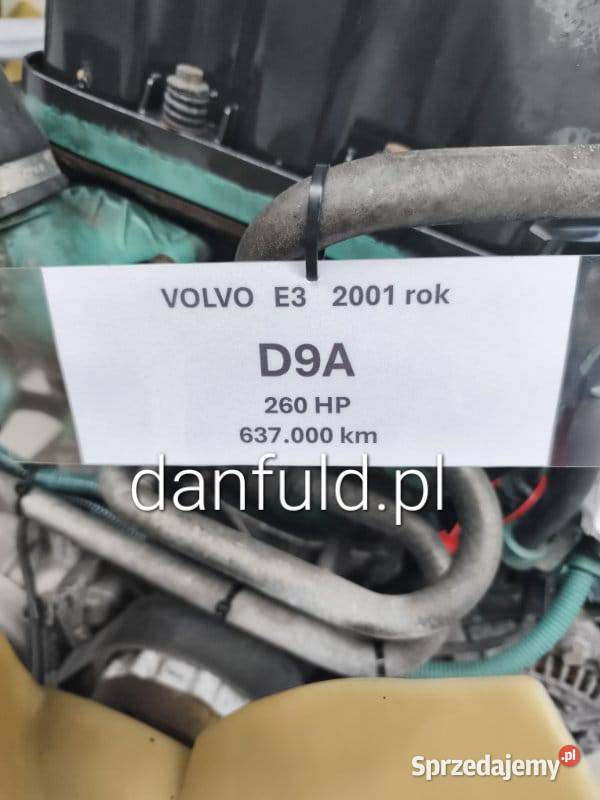 VOLVO E3 2001 rok
D9A
260 HP
637.000 km
danfuld.pl
Sprzedajemy.pl